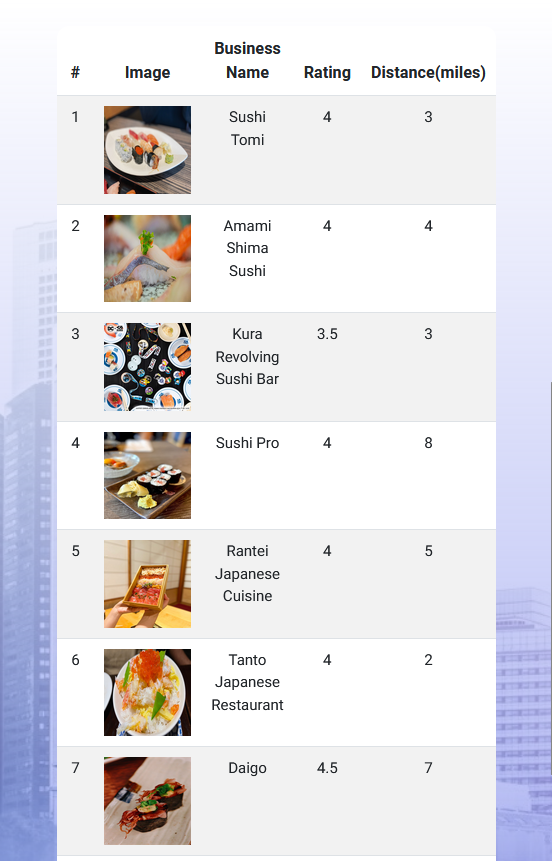 # Image Business Name Rating Distance(miles)
1 Sushi Tomi 4 3
2 Amami Shima Sushi 4 4
3 Kura Revolving Sushi Bar 3.5 3
4 Sushi Pro 4 8
5 Rantei Japanese Cuisine 4 5
6 Tanto Japanese Restaurant 4 2
7 Daigo 4.5 7